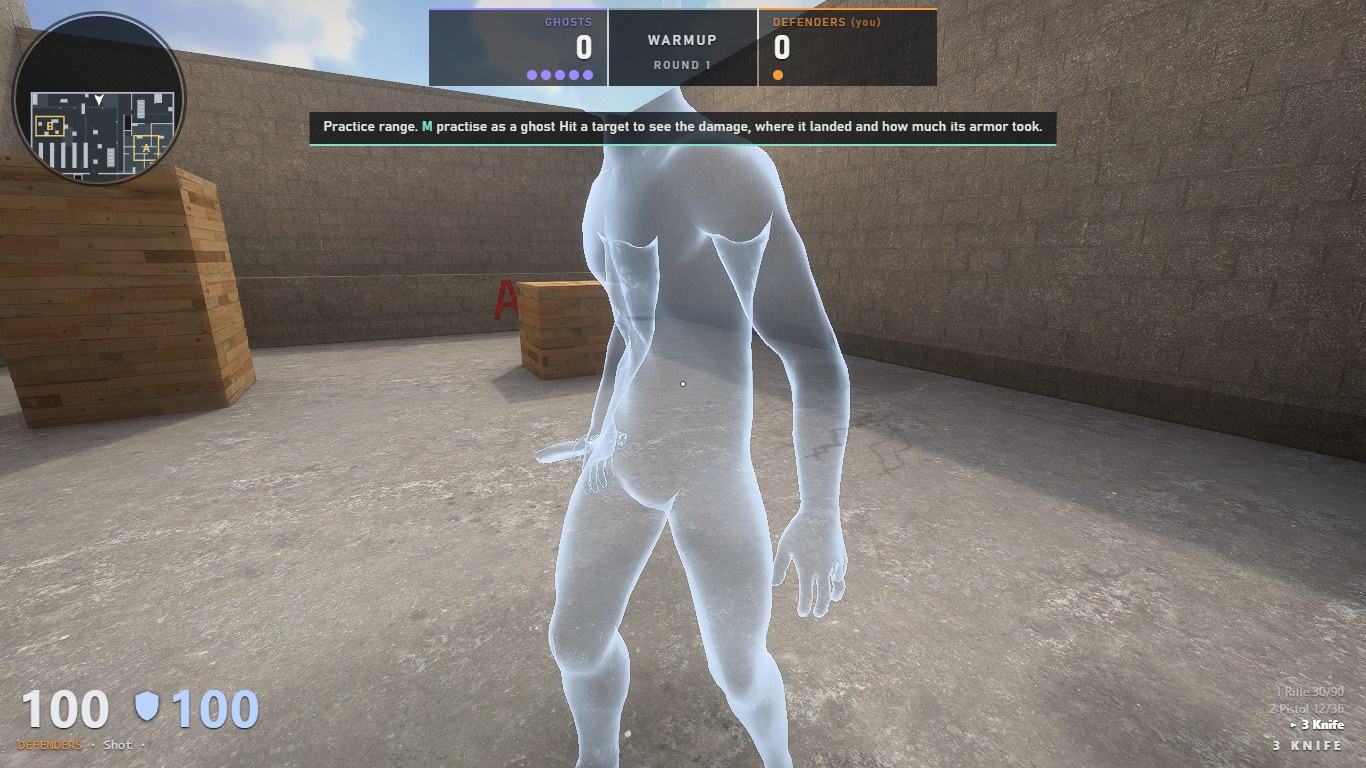 GHOSTS
0
WARMUP
ROUND 1
DEFENDERS (you)
0
Practice range. M practise as a ghost Hit a target to see the damage, where it landed and how much its armor took.
B
A
A
100 100
DEFENDERS · Shot ·
1 Rifle 30/90
2 Pistol 12/36
▸ 3 Knife
3 KNIFE